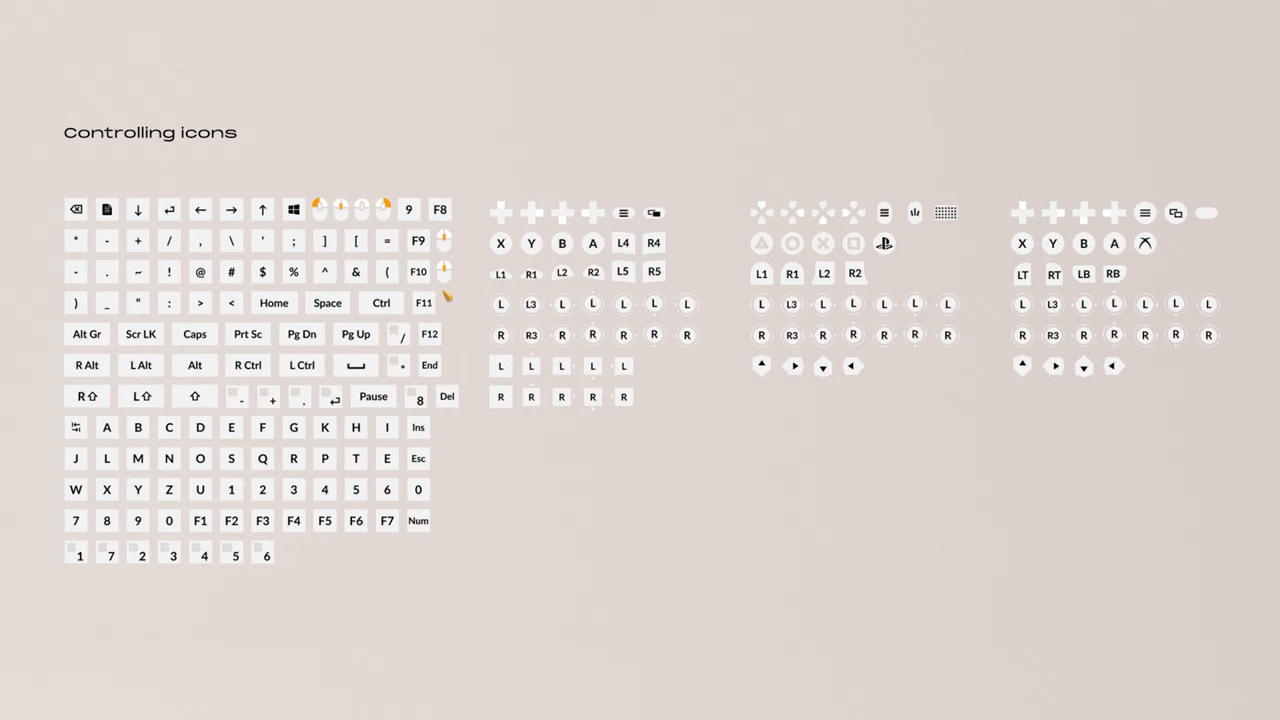 Controlling icons
9 F8
* - + / , \ ' ; ] [ = F9
- . ~ ! @ # $ % ^ & ( F10
) _ “ : > < Home Space Ctrl F11
Alt Gr Scr LK Caps Prt Sc Pg Dn Pg Up / F12
R Alt L Alt Alt R Ctrl L Ctrl * End
R L - + . Pause 8 Del
A B C D E F G K H I Ins
J L M N O S Q R P T E Esc
W X Y Z U 1 2 3 4 5 6 0
7 8 9 0 F1 F2 F3 F4 F5 F6 F7 Num
1 7 2 3 4 5 6
X Y B A L4 R4
L1 R1 L2 R2 L5 R5
L L3 L L L L L
R R3 R R R R R
L L L L L
R R R R R
L1 R1 L2 R2
L L3 L L L L L
R R3 R R R R R
X Y B A
LT RT LB RB
L L3 L L L L L
R R3 R R R R R